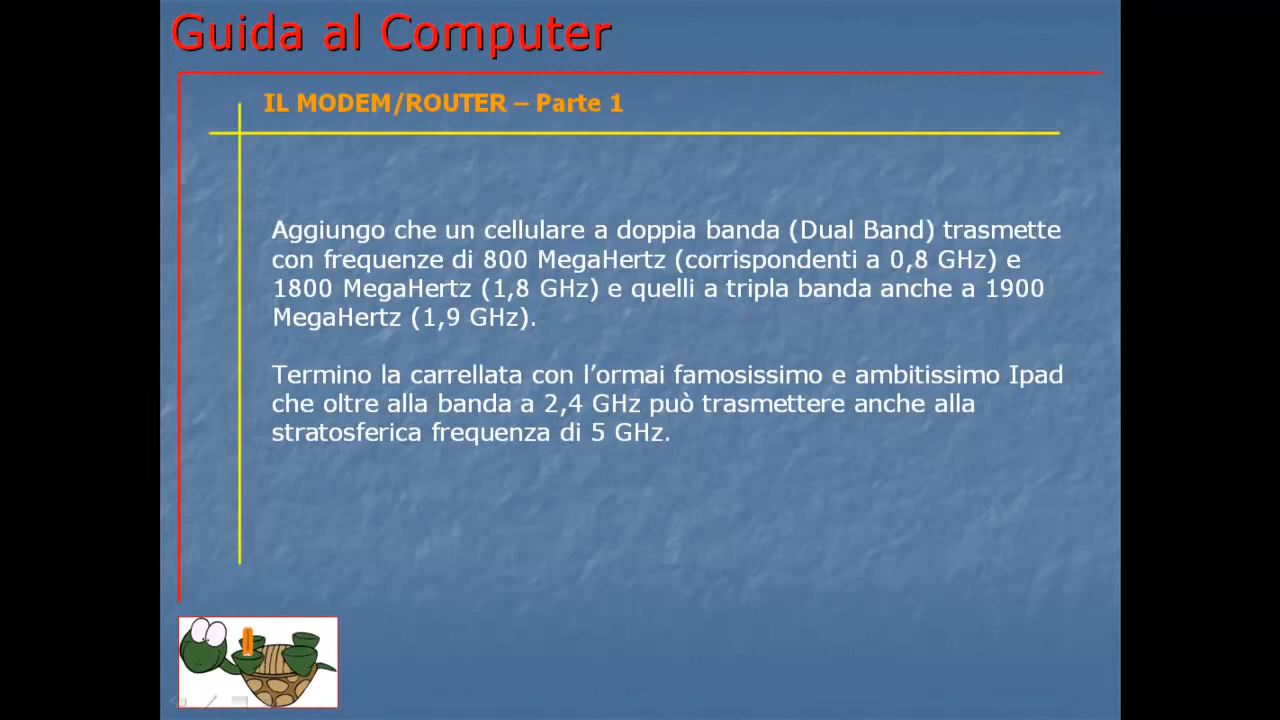 Guida al Computer
IL MODEM/ROUTER – Parte 1
Aggiungo che un cellulare a doppia banda (Dual Band) trasmette
con frequenze di 800 MegaHertz (corrispondenti a 0,8 GHz) e
1800 MegaHertz (1,8 GHz) e quelli a tripla banda anche a 1900
MegaHertz (1,9 GHz).
Termino la carrellata con l’ormai famosissimo e ambitissimo Ipad
che oltre alla banda a 2,4 GHz può trasmettere anche alla
stratosferica frequenza di 5 GHz.